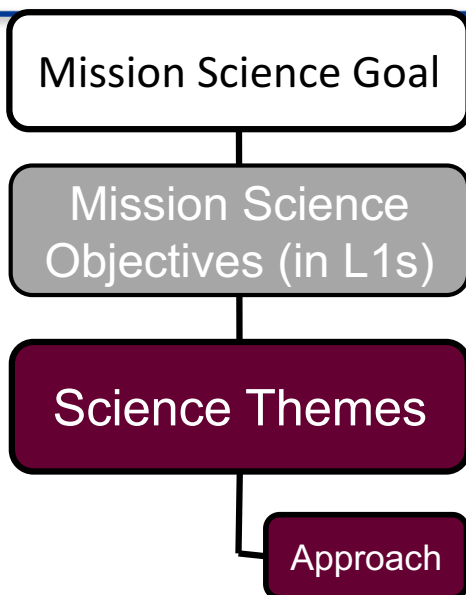 Mission Science Goal
Mission Science
Objectives (in L1s)
Science Themes
Approach